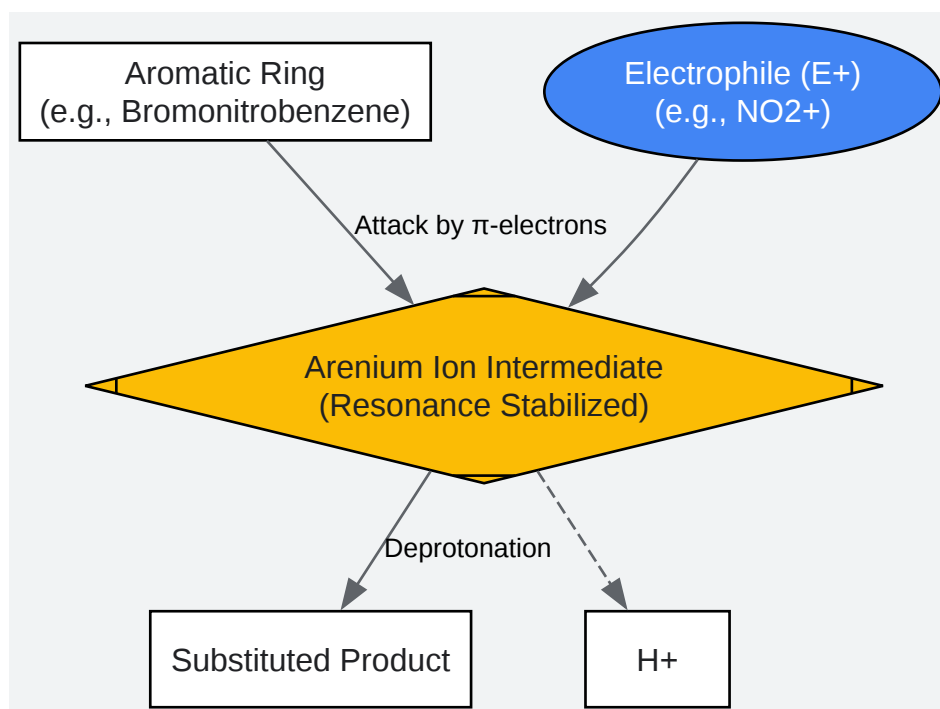 Aromatic Ring
(e.g., Bromonitrobenzene)
Electrophile (E+)
(e.g., NO2+)
Attack by π-electrons
Arenium Ion Intermediate
(Resonance Stabilized)
Deprotonation
Substituted Product
H+